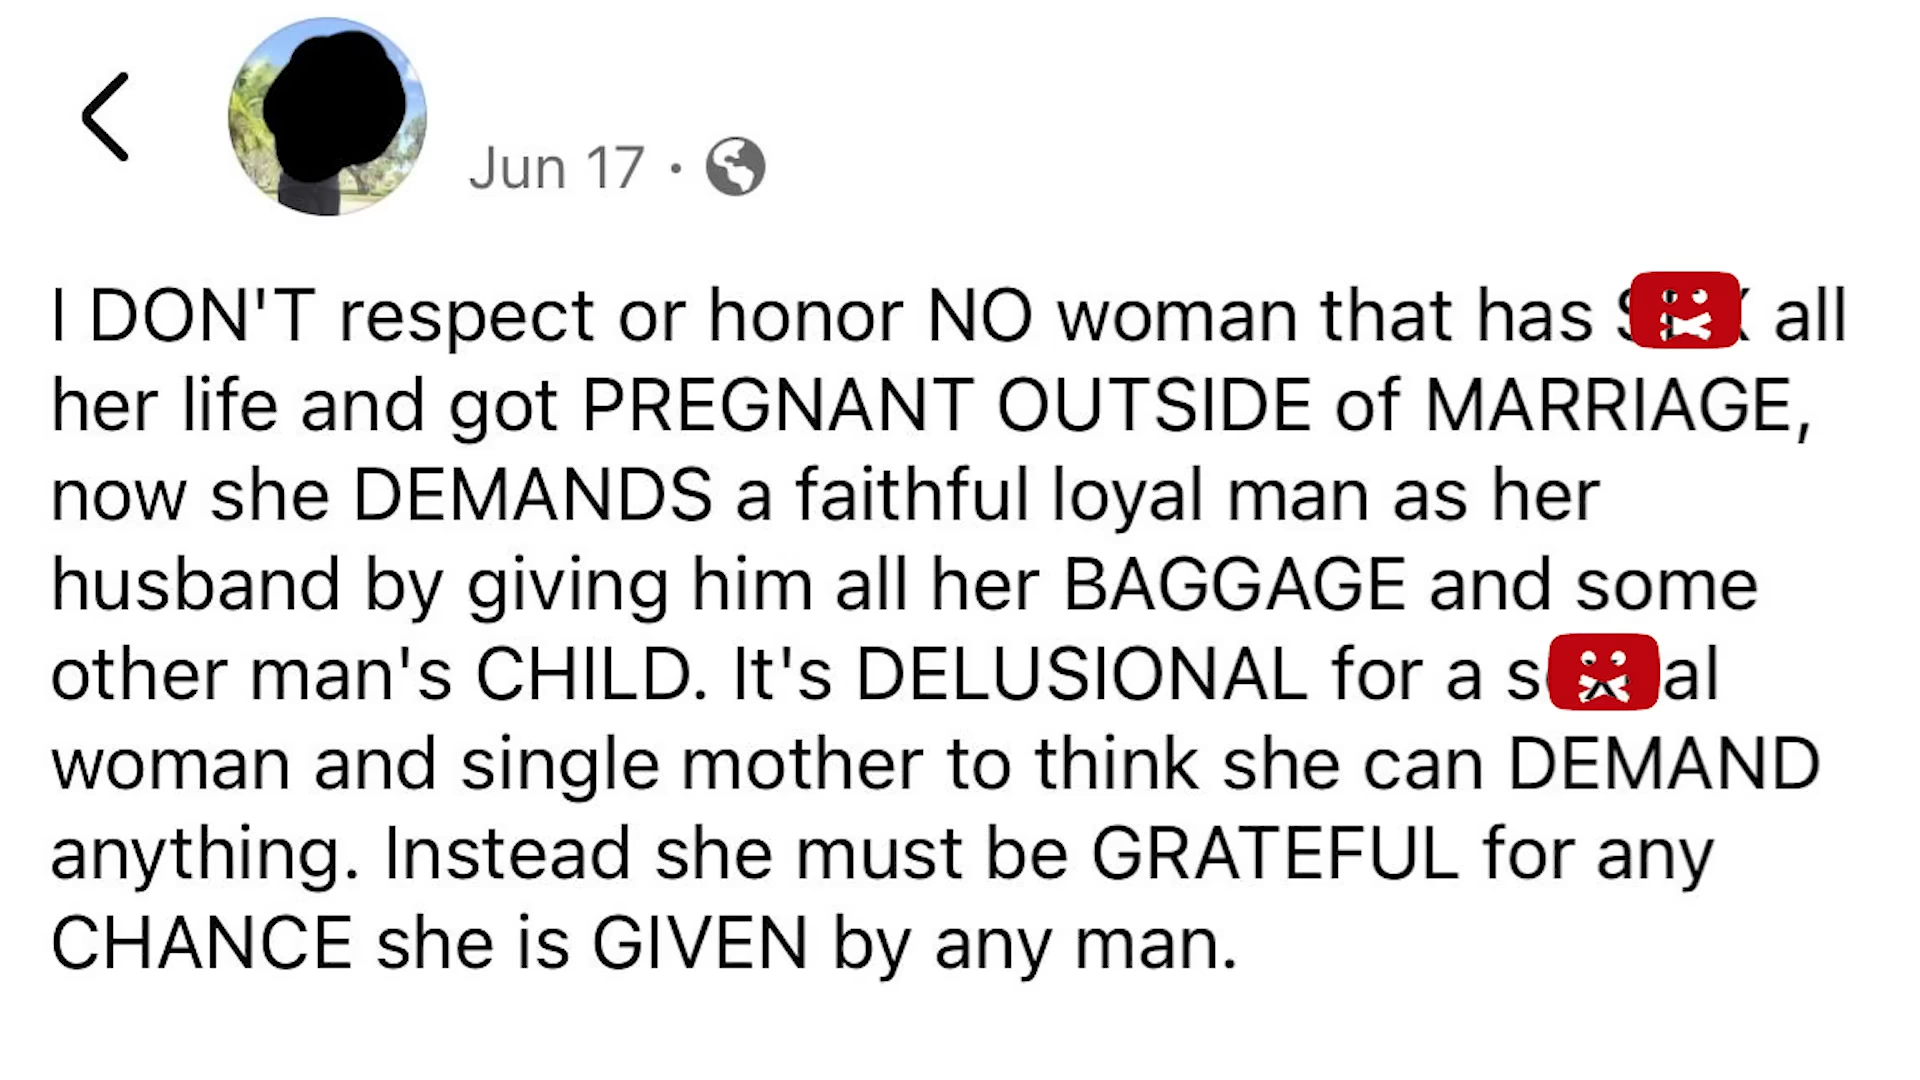 Jun 17 ·
I DON'T respect or honor NO woman that has all
her life and got PREGNANT OUTSIDE of MARRIAGE,
now she DEMANDS a faithful loyal man as her
husband by giving him all her BAGGAGE and some
other man's CHILD. It's DELUSIONAL for a
woman and single mother to think she can DEMAND
anything. Instead she must be GRATEFUL for any
CHANCE she is GIVEN by any man.